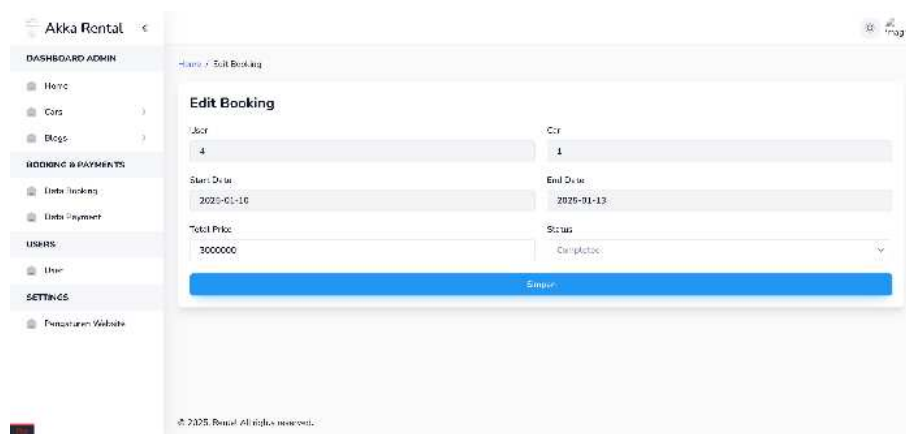 Akka Rental
DASHBOARD ADMIN
Home
Cars
Blogs
BOOKING & PAYMENTS
Data Booking
Data Payment
USERS
User
SETTINGS
Pengaturan Website
Home / Edit Booking
Edit Booking
User
Car
4
1
Start Date
End Date
2025-01-10
2025-01-13
Total Price
Status
3000000
Completed
Simpan
© 2025. Rental All rights reserved.